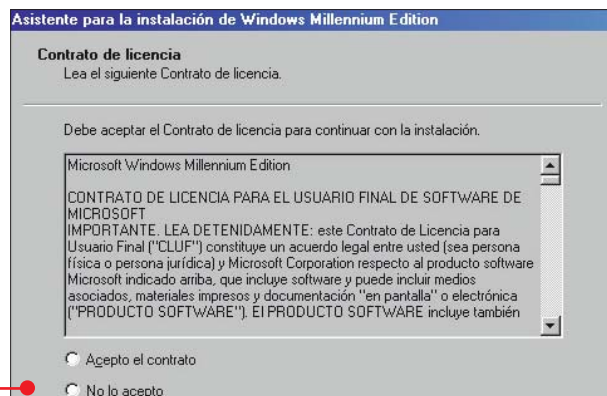 Asistente para la instalación de Windows Millennium Edition
Contrato de licencia
Lea el siguiente Contrato de licencia.
Debe aceptar el Contrato de licencia para continuar con la instalación.
Microsoft Windows Millennium Edition
CONTRATO DE LICENCIA PARA EL USUARIO FINAL DE SOFTWARE DE
MICROSOFT
IMPORTANTE. LEA DETENIDAMENTE: este Contrato de Licencia para
Usuario Final ("CLUF") constituye un acuerdo legal entre usted (sea persona
física o persona jurídica) y Microsoft Corporation respecto al producto software
Microsoft indicado arriba, que incluye software y puede incluir medios
asociados, materiales impresos y documentación "en pantalla" o electrónica
("PRODUCTO SOFTWARE"). El PRODUCTO SOFTWARE incluye también
Acepto el contrato
No lo acepto